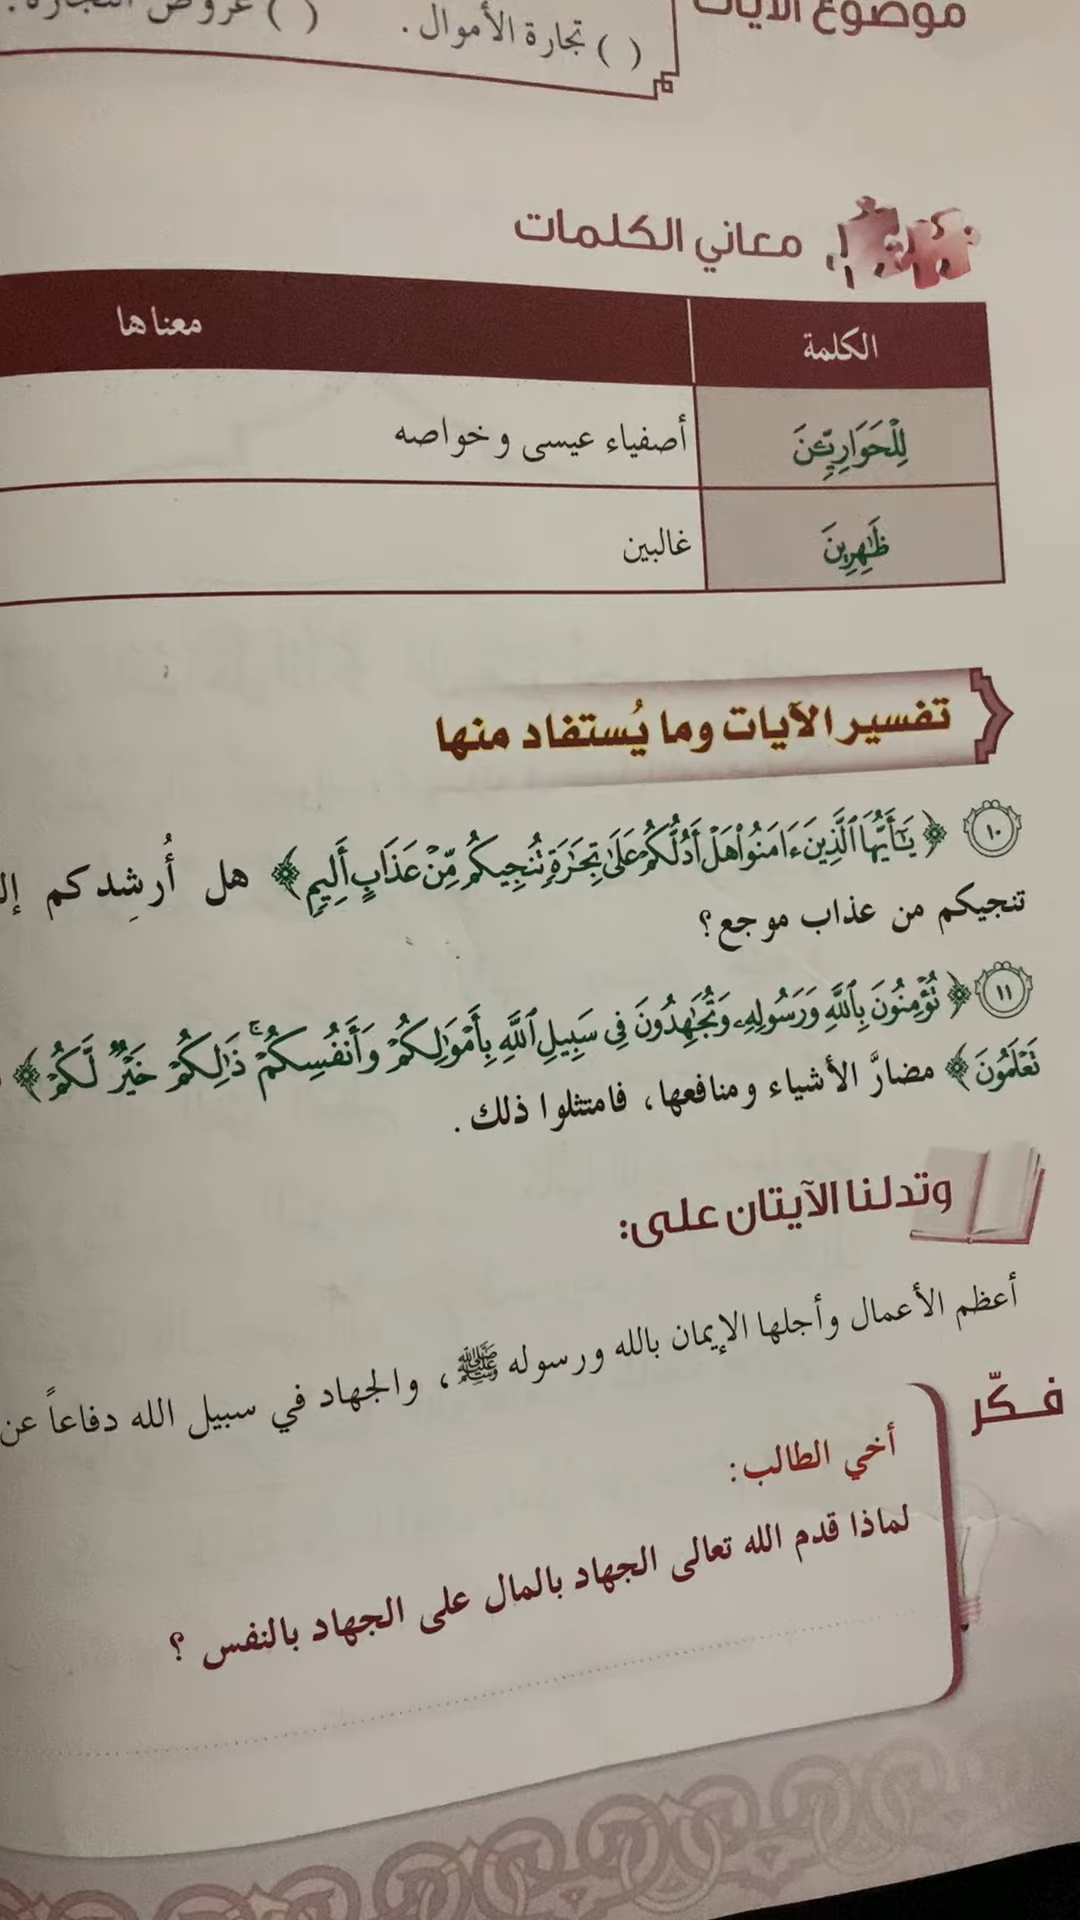 موضوع الآيات
( ) تجارة الأموال . ( ) عروض التجارة .
معاني الكلمات
الكلمة معناها
لِلْحَوَارِيِّـۧنَ أصفياء عيسى وخواصه
ظَٰهِرِينَ غالبين
تفسير الآيات وما يُستفاد منها
١٠ ﴿ يَٰٓأَيُّهَا ٱلَّذِينَ ءَامَنُوا۟ هَلْ أَدُلُّكُمْ عَلَىٰ تِجَٰرَةٍ تُنجِيكُم مِّنْ عَذَابٍ أَلِيمٍ ﴾ هل أُرشِدكم
تنجيكم من عذاب موجع؟
١١ ﴿ تُؤْمِنُونَ بِٱللَّهِ وَرَسُولِهِۦ وَتُجَٰهِدُونَ فِى سَبِيلِ ٱللَّهِ بِأَمْوَٰلِكُمْ وَأَنفُسِكُمْ ۚ ذَٰلِكُمْ خَيْرٌ لَّكُمْ ﴾
تَعْلَمُونَ ﴾ مضارَّ الأشياء ومنافعها، فامتثلوا ذلك .
وتدلنا الآيتان على:
أعظم الأعمال وأجلها الإيمان بالله ورسوله ﷺ، والجهاد في سبيل الله دفاعاً عن
فكّر
أخي الطالب:
لماذا قدم الله تعالى الجهاد بالمال على الجهاد بالنفس ؟